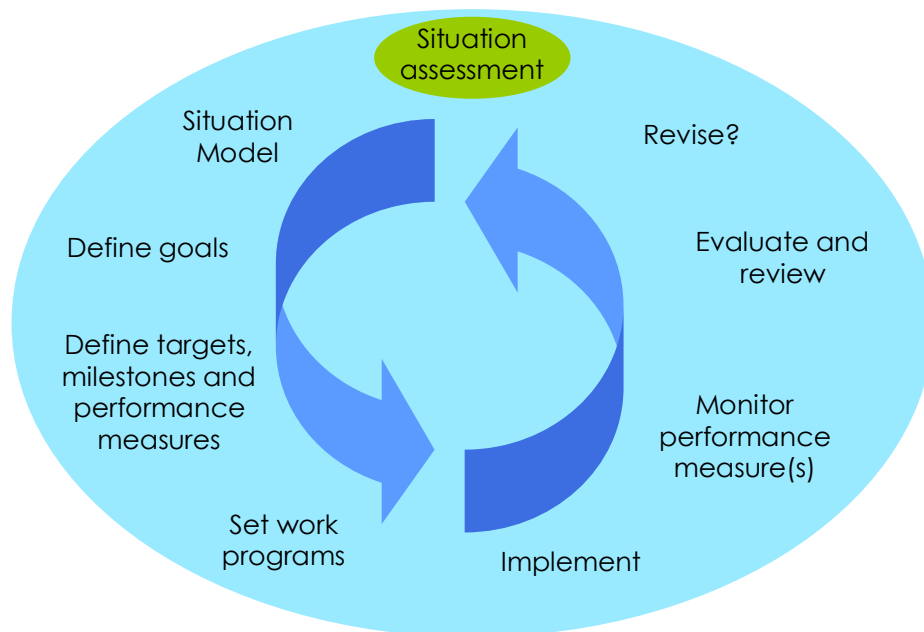 Situation
assessment
Situation
Model
Define goals
Define targets,
milestones and
performance
measures
Set work
programs
Implement
Monitor
performance
measure(s)
Evaluate and
review
Revise?